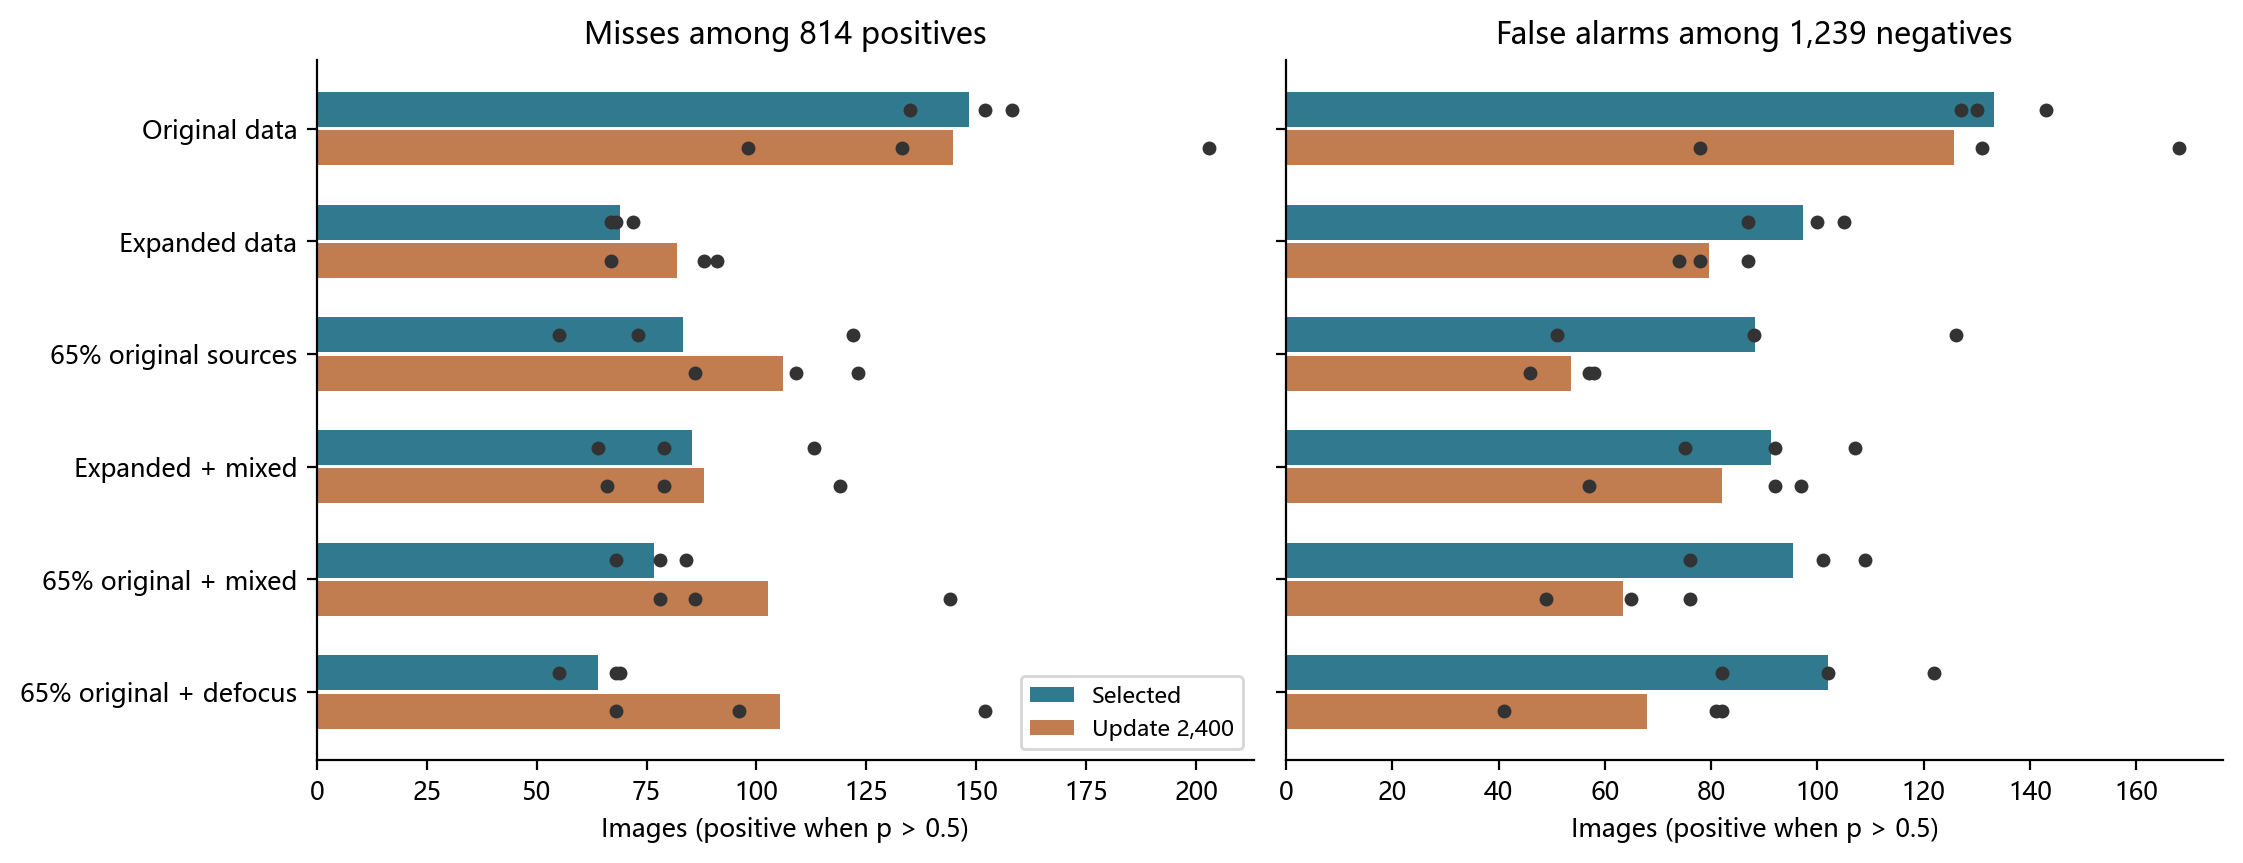 Misses among 814 positives
False alarms among 1,239 negatives
Original data
Expanded data
65% original sources
Expanded + mixed
65% original + mixed
65% original + defocus
Selected
Update 2,400
0 25 50 75 100 125 150 175 200
0 20 40 60 80 100 120 140 160
Images (positive when p > 0.5)
Images (positive when p > 0.5)